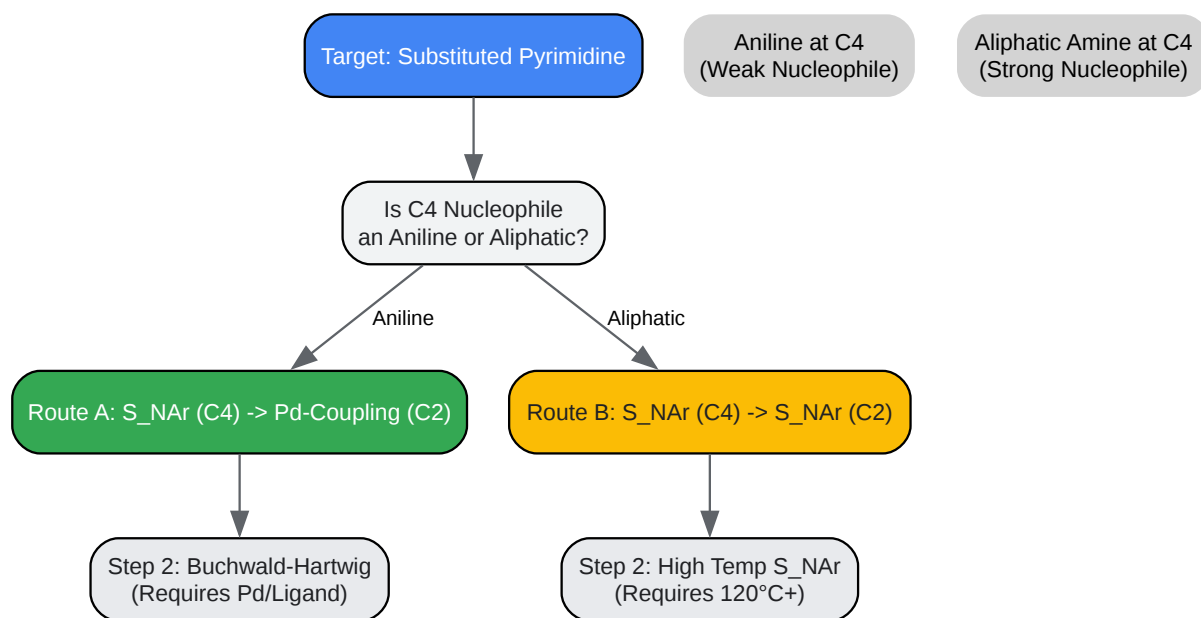 Target: Substituted Pyrimidine
Aniline at C4
(Weak Nucleophile)
Aliphatic Amine at C4
(Strong Nucleophile)
Is C4 Nucleophile
an Aniline or Aliphatic?
Aniline
Aliphatic
Route A: S_NAr (C4) -> Pd-Coupling (C2)
Route B: S_NAr (C4) -> S_NAr (C2)
Step 2: Buchwald-Hartwig
(Requires Pd/Ligand)
Step 2: High Temp S_NAr
(Requires 120°C+)